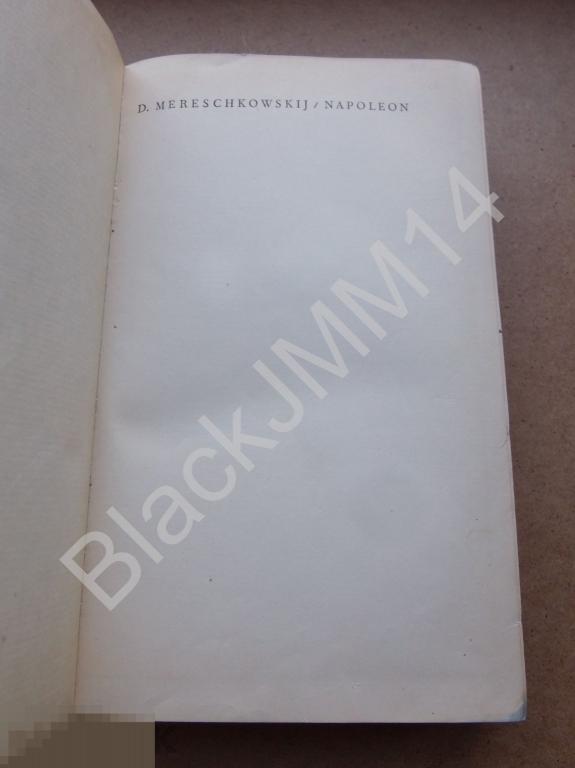 D. MERESCHKOWSKIJ / NAPOLEON
BlackJMM14